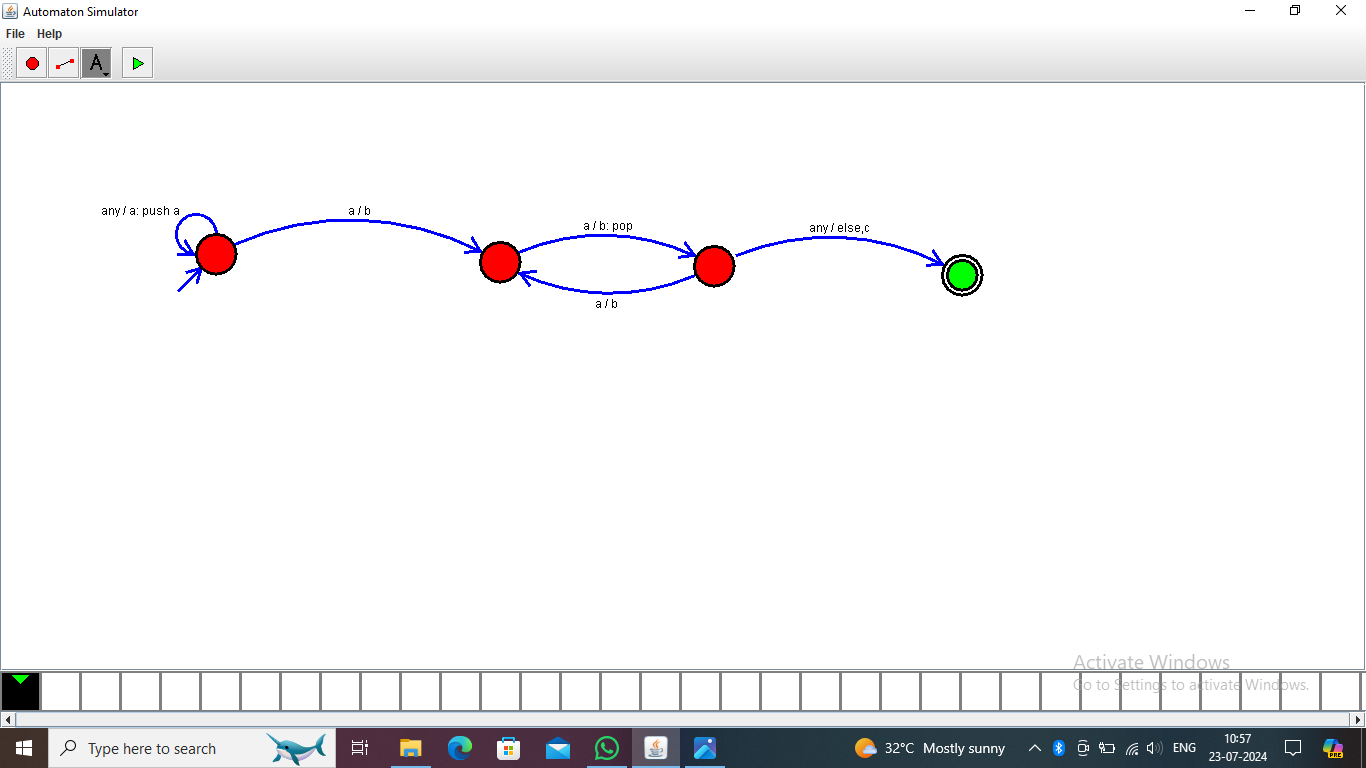 Automaton Simulator
File Help
A
any / a: push a
a / b
a / b: pop
any / else,c
a / b
Activate Windows
Go to Settings to activate Windows.
Type here to search
32°C Mostly sunny
ENG
10:57
23-07-2024
PRE